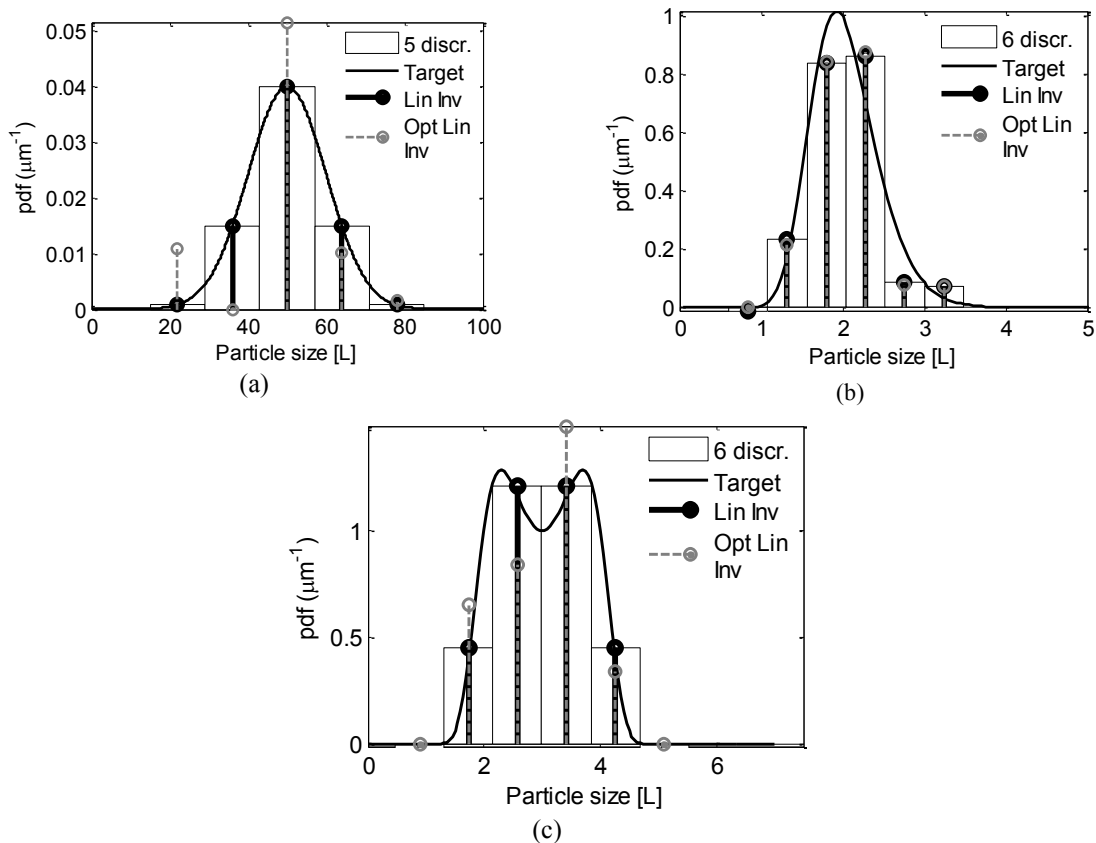 0.05
0.04
0.03
0.02
0.01
0
0 20 40 60 80 100
pdf (μm⁻¹)
Particle size [L]
5 discr.
Target
Lin Inv
Opt Lin
Inv
(a)
1
0.8
0.6
0.4
0.2
0
0 1 2 3 4 5
pdf (μm⁻¹)
Particle size [L]
6 discr.
Target
Lin Inv
Opt Lin
Inv
(b)
1
0.5
0
0 2 4 6
pdf (μm⁻¹)
Particle size [L]
6 discr.
Target
Lin Inv
Opt Lin
Inv
(c)